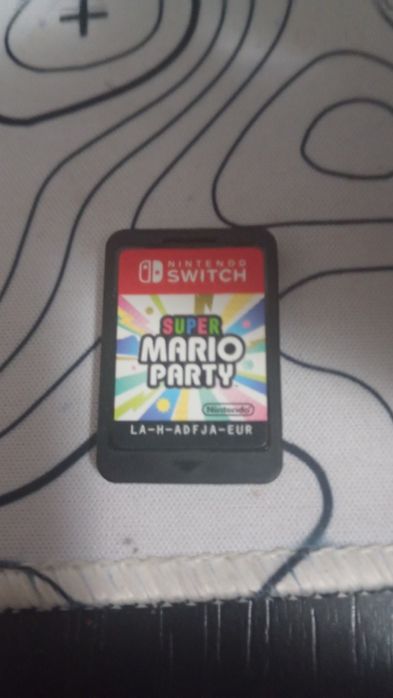 NINTENDO
SWITCH
SUPER
MARIO
PARTY
Nintendo
LA-H-ADFJA-EUR